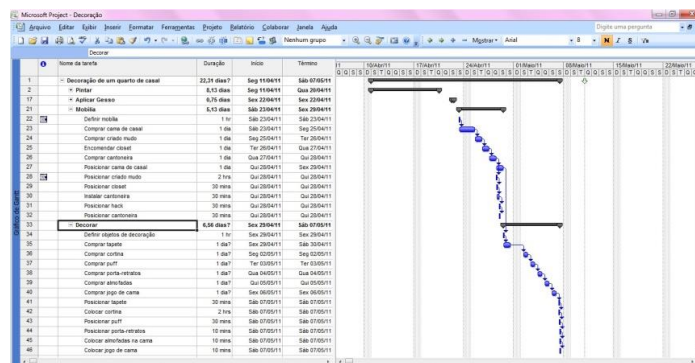 Microsoft Project - Decoração
Arquivo Editar Exibir Inserir Formatar Ferramentas Projeto Relatório Colaborar Janela Ajuda Digite uma pergunta
Nenhum grupo Mostrar Arial 8 N I S
Decorar
Nome da tarefa Duração Início Término 10/Abr/11 17/Abr/11 24/Abr/11 01/Maio/11 08/Maio/11 15/Maio/11 22/Maio/11
Q Q S S D S T Q Q S S D S T Q Q S S D S T Q Q S S D S T Q Q S S D S T Q Q S S D S T Q Q S S D S T Q
1 Decoração de um quarto de casal 22,31 dias? Seg 11/04/11 Sáb 07/05/11
2 Pintar 8,13 dias Seg 11/04/11 Qua 20/04/11
17 Aplicar Gesso 0,75 dias Sex 22/04/11 Sex 22/04/11
21 Mobília 5,13 dias Sáb 23/04/11 Sex 29/04/11
22 Definir mobília 1 hr Sáb 23/04/11 Sáb 23/04/11
23 Comprar cama de casal 1 dia Sáb 23/04/11 Seg 25/04/11
24 Comprar criado mudo 1 dia Seg 25/04/11 Ter 26/04/11
25 Encomendar closet 1 dia Ter 26/04/11 Qua 27/04/11
26 Comprar cantoneira 1 dia Qua 27/04/11 Qui 28/04/11
27 Posicionar cama de casal 1 dia Qui 28/04/11 Sex 29/04/11
28 Posicionar criado mudo 2 hrs Qui 28/04/11 Qui 28/04/11
29 Posicionar closet 30 mins Qui 28/04/11 Qui 28/04/11
30 Instalar cantoneira 30 mins Qui 28/04/11 Qui 28/04/11
31 Posicionar hack 30 mins Qui 28/04/11 Qui 28/04/11
32 Posicionar cantoneira 30 mins Qui 28/04/11 Qui 28/04/11
33 Decorar 6,56 dias? Sex 29/04/11 Sáb 07/05/11
34 Definir objetos de decoração 1 hr Sex 29/04/11 Sex 29/04/11
35 Comprar tapete 1 dia? Sex 29/04/11 Sáb 30/04/11
36 Comprar cortina 1 dia? Seg 02/05/11 Seg 02/05/11
37 Comprar puff 1 dia? Ter 03/05/11 Ter 03/05/11
38 Comprar porta-retratos 1 dia? Qua 04/05/11 Qua 04/05/11
39 Comprar almofadas 1 dia? Qui 05/05/11 Qui 05/05/11
40 Comprar jogo de cama 1 dia? Sex 06/05/11 Sex 06/05/11
41 Posicionar tapete 30 mins Sáb 07/05/11 Sáb 07/05/11
42 Colocar cortina 2 hrs Sáb 07/05/11 Sáb 07/05/11
43 Posicionar puff 30 mins Sáb 07/05/11 Sáb 07/05/11
44 Posicionar porta-retratos 10 mins Sáb 07/05/11 Sáb 07/05/11
45 Colocar almofadas na cama 10 mins Sáb 07/05/11 Sáb 07/05/11
46 Colocar jogo de cama 10 mins Sáb 07/05/11 Sáb 07/05/11
Gráfico de Gantt